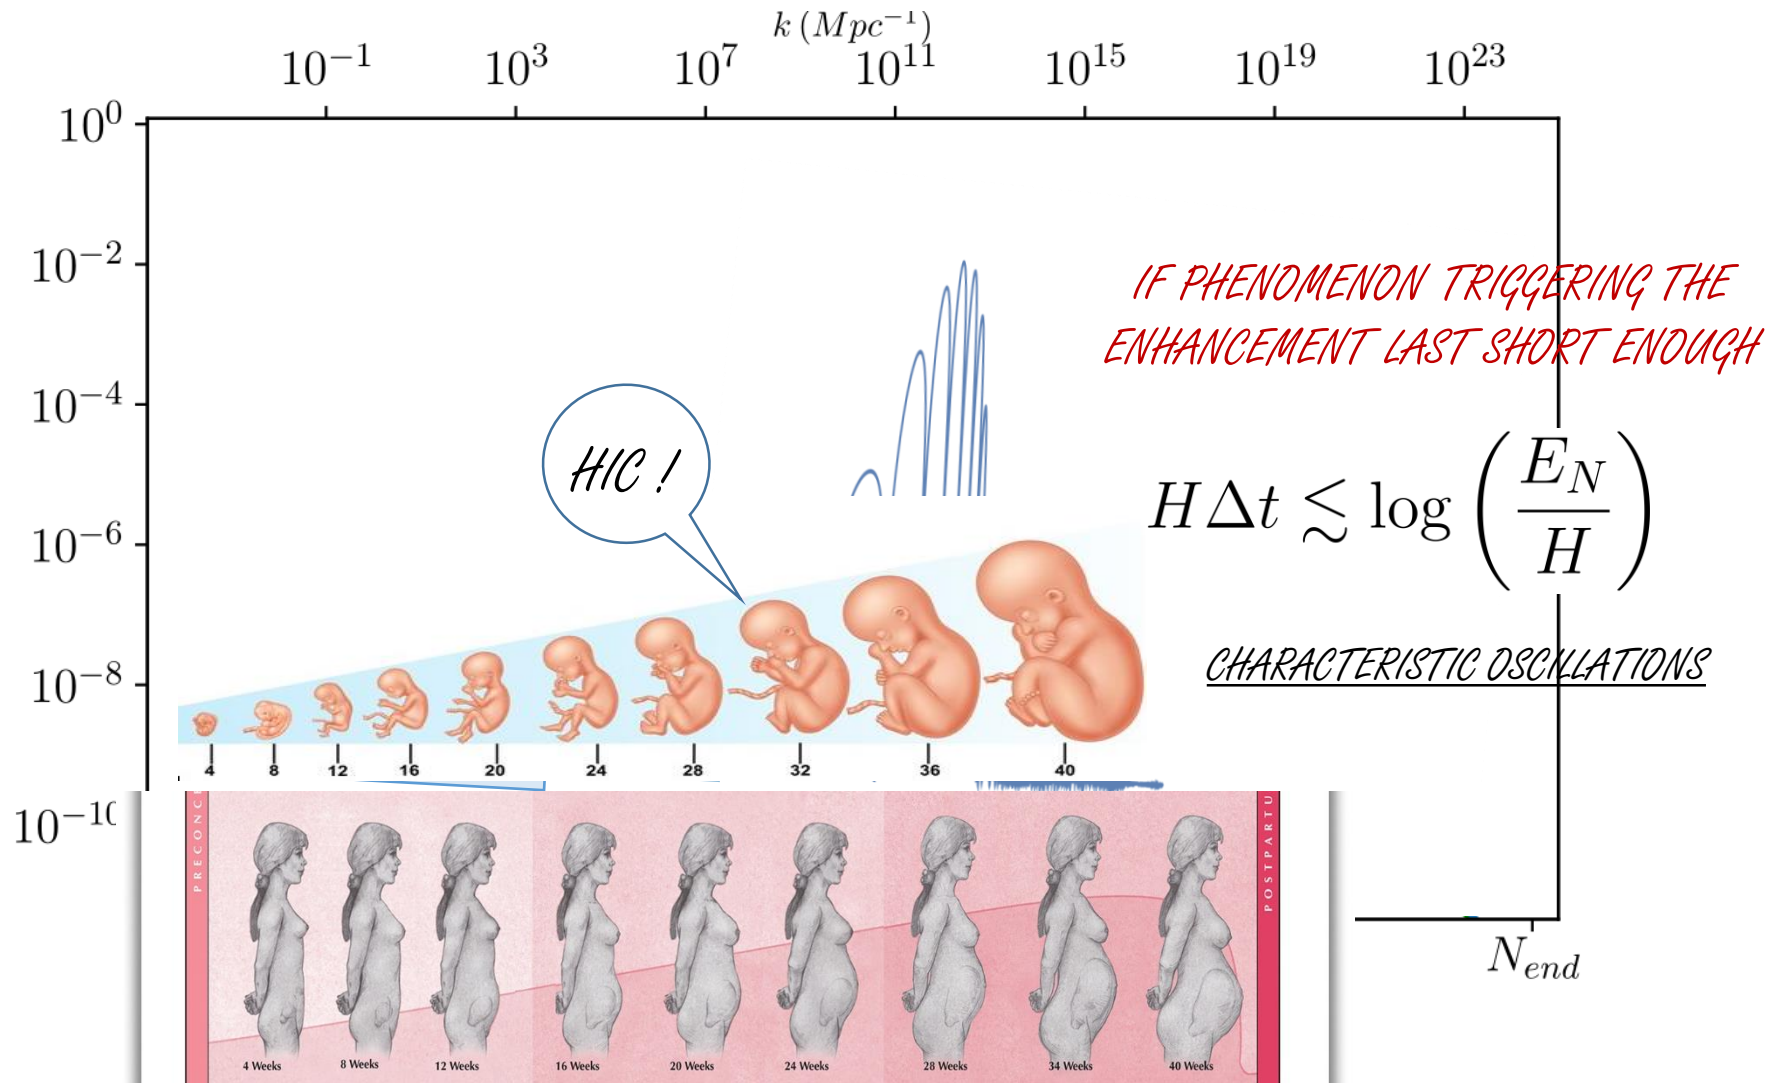 k (Mpc⁻¹)
10⁻¹ 10³ 10⁷ 10¹¹ 10¹⁵ 10¹⁹ 10²³
10⁰
10⁻²
IF PHENOMENON TRIGGERING THE
ENHANCEMENT LAST SHORT ENOUGH
10⁻⁴
HIC !
H∆t ≲ log (E_N / H)
10⁻⁶
CHARACTERISTIC OSCILLATIONS
10⁻⁸
4 8 12 16 20 24 28 32 36 40
PRECONC
POSTPARTU
N_end
4 Weeks 8 Weeks 12 Weeks 16 Weeks 20 Weeks 24 Weeks 28 Weeks 34 Weeks 40 Weeks